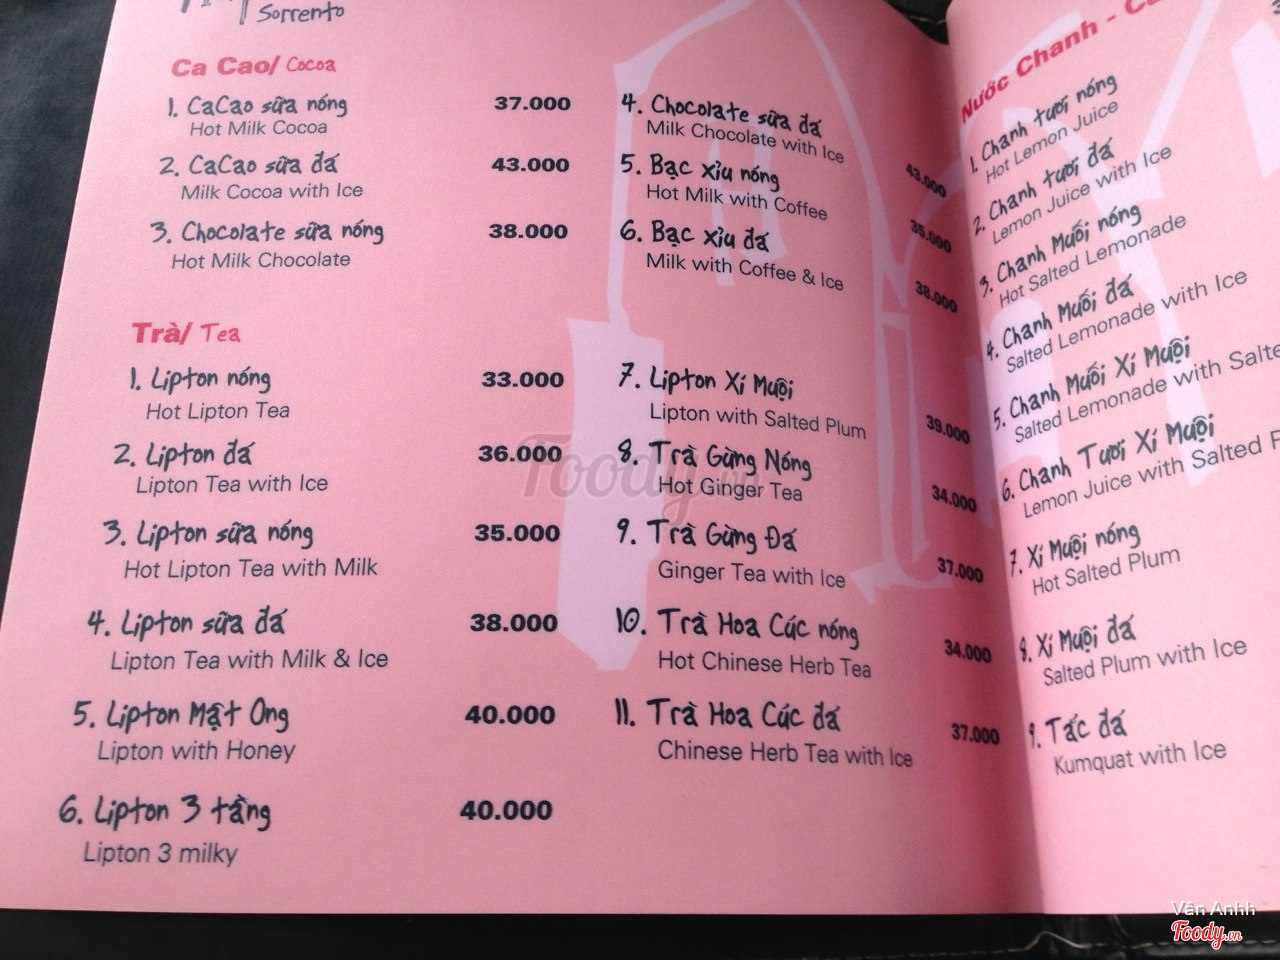 Sorrento
Ca Cao/ Cocoa
1. CaCao sữa nóng 37.000
Hot Milk Cocoa
2. CaCao sữa đá 43.000
Milk Cocoa with Ice
3. Chocolate sữa nóng 38.000
Hot Milk Chocolate
4. Chocolate sữa đá 43.000
Milk Chocolate with Ice
5. Bạc xỉu nóng 35.000
Hot Milk with Coffee
6. Bạc xỉu đá 38.000
Milk with Coffee & Ice
Trà/ Tea
1. Lipton nóng 33.000
Hot Lipton Tea
2. Lipton đá 36.000
Lipton Tea with Ice
3. Lipton sữa nóng 35.000
Hot Lipton Tea with Milk
4. Lipton sữa đá 38.000
Lipton Tea with Milk & Ice
5. Lipton Mật Ong 40.000
Lipton with Honey
6. Lipton 3 tầng 40.000
Lipton 3 milky
7. Lipton Xí Muội 39.000
Lipton with Salted Plum
8. Trà Gừng Nóng 34.000
Hot Ginger Tea
9. Trà Gừng Đá 37.000
Ginger Tea with Ice
10. Trà Hoa Cúc nóng 34.000
Hot Chinese Herb Tea
11. Trà Hoa Cúc đá 37.000
Chinese Herb Tea with Ice
Nước Chanh -
1. Chanh tươi nóng
Hot Lemon Juice
2. Chanh tươi đá
Lemon Juice with Ice
3. Chanh Muối nóng
Hot Salted Lemonade
4. Chanh Muối đá
Salted Lemonade with Ice
5. Chanh Muối Xí Muội
Salted Lemonade with Salte
6. Chanh Tươi Xí Muội
Lemon Juice with Salted P
7. Xí Muội nóng
Hot Salted Plum
8. Xí Muội đá
Salted Plum with Ice
9. Tắc đá
Kumquat with Ice
Foody.vn
Vân Anhh
Foody.vn